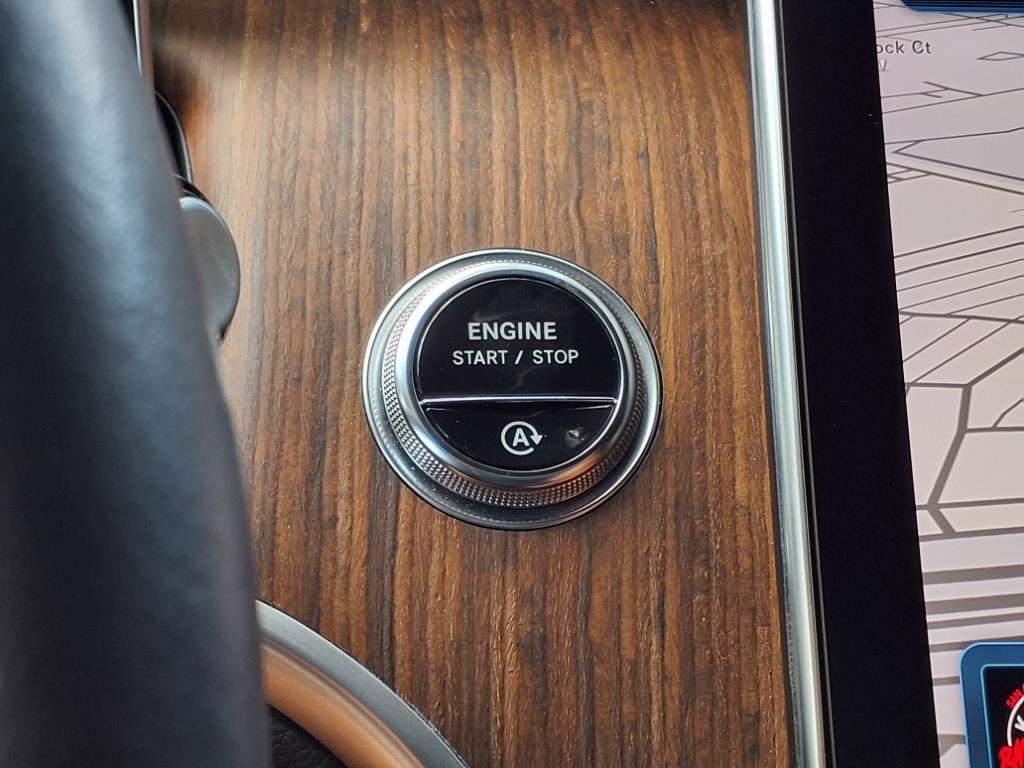 ENGINE
START / STOP
A
ock Ct